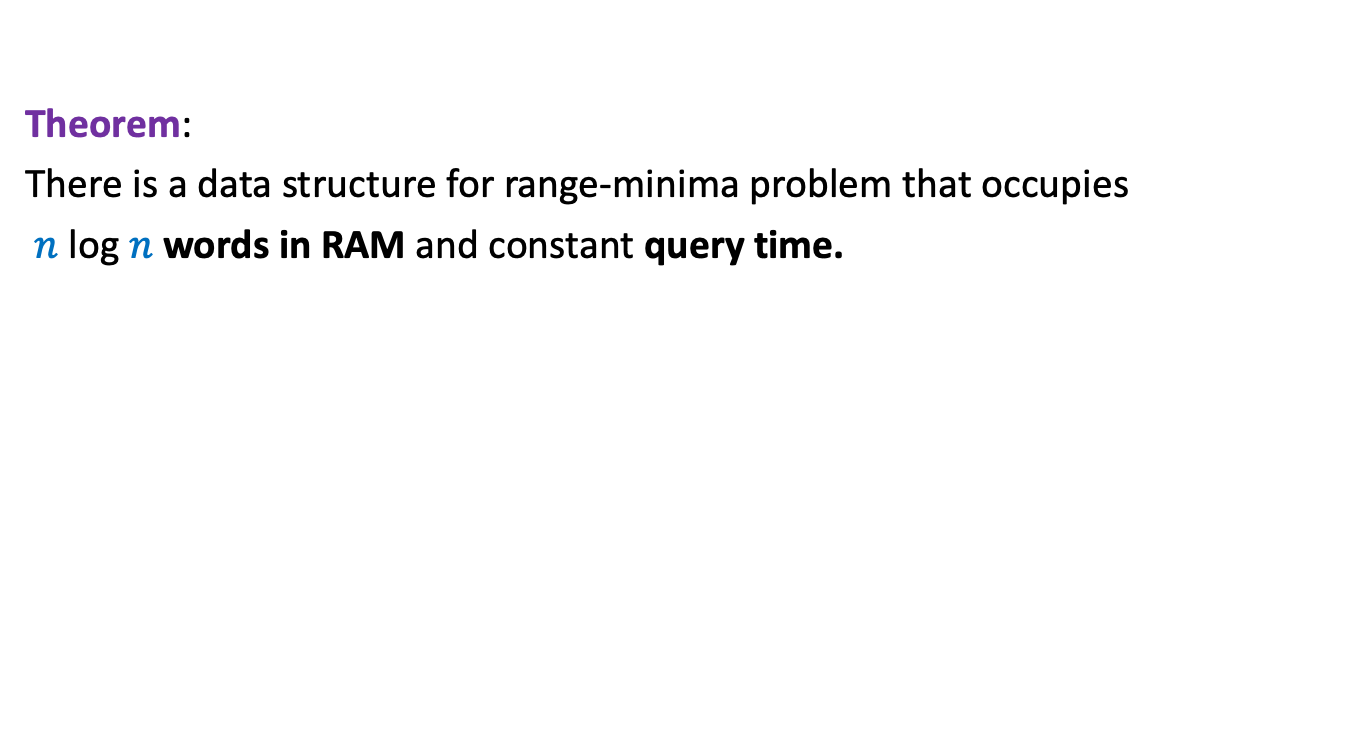 Theorem:
There is a data structure for range-minima problem that occupies
n log n words in RAM and constant query time.